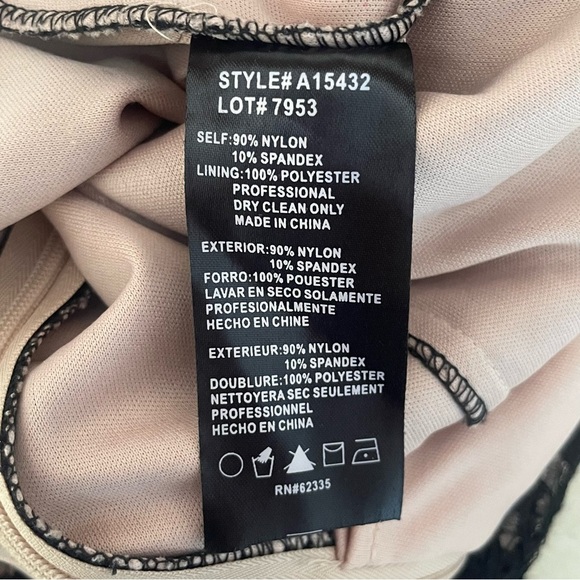 STYLE# A15432
LOT# 7953
SELF:90% NYLON
10% SPANDEX
LINING:100% POLYESTER
PROFESSIONAL
DRY CLEAN ONLY
MADE IN CHINA
EXTERIOR:90% NYLON
10% SPANDEX
FORRO:100% POUESTER
LAVAR EN SECO SOLAMENTE
PROFESIONALMENTE
HECHO EN CHINE
EXTERIEUR:90% NYLON
10% SPANDEX
DOUBLURE:100% POLYESTER
NETTOYERA SEC SEULEMENT
PROFESSIONNEL
HECHO EN CHINA
RN#62335